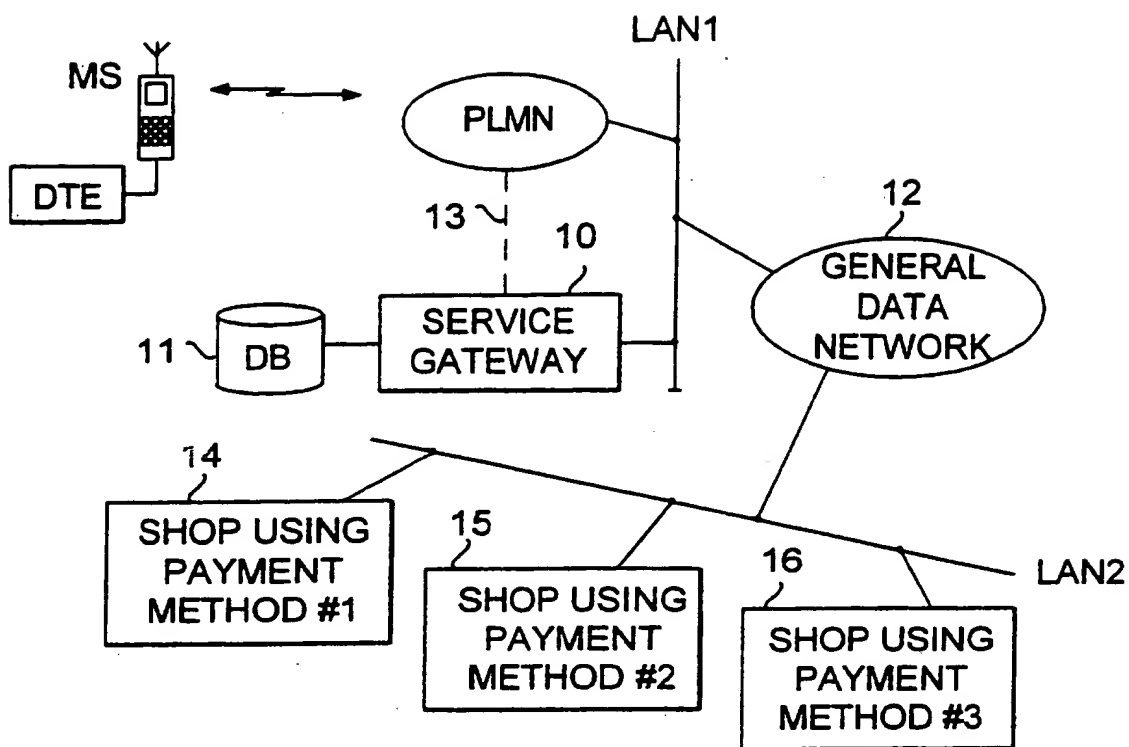 LAN1
MS
PLMN
DTE
13
10
12
GENERAL
DATA
NETWORK
SERVICE
GATEWAY
11
DB
14
SHOP USING
PAYMENT
METHOD #1
15
SHOP USING
PAYMENT
METHOD #2
16
SHOP USING
PAYMENT
METHOD #3
LAN2